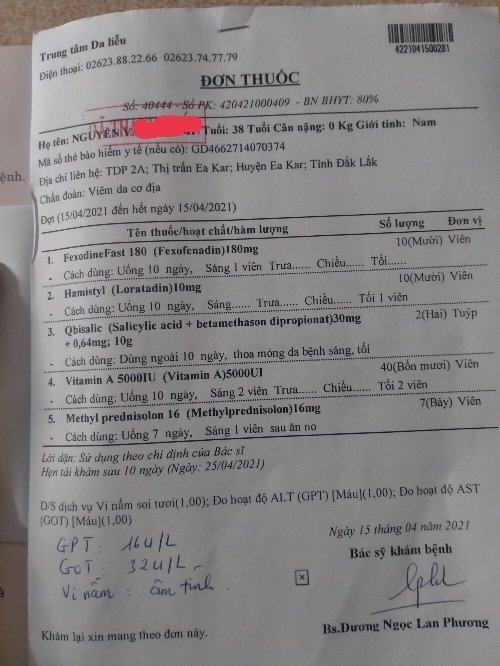 Trung tâm Da liễu
Điện thoại: 02623.88.22.66 02623.74.77.79
4221041500281
ĐƠN THUỐC
Số: 40444 - Số PK: 420421000409 - BN BHYT: 80%
Họ tên: NGUYỄN Tuổi: 38 Tuổi Cân nặng: 0 Kg Giới tính: Nam
Mã số thẻ bảo hiểm y tế (nếu có): GD4662714070374
Địa chỉ liên hệ: TDP 2A; Thị trấn Ea Kar; Huyện Ea Kar; Tỉnh Đắk Lắk
Chẩn đoán: Viêm da cơ địa
Đợt (15/04/2021 đến hết ngày 15/04/2021)
Tên thuốc/hoạt chất/hàm lượng Số lượng Đơn vị
1. FexodineFast 180 (Fexofenadin)180mg 10(Mười) Viên
- Cách dùng: Uống 10 ngày, Sáng 1 viên Trưa...... Chiều...... Tối......
2. Hamistyl (Loratadin)10mg 10(Mười) Viên
- Cách dùng: Uống 10 ngày, Sáng...... Trưa...... Chiều...... Tối 1 viên
3. Qbisalic (Salicylic acid + betamethason dipropionat)30mg 2(Hai) Tuýp
+ 0,64mg; 10g
- Cách dùng: Dùng ngoài 10 ngày, thoa mỏng da bệnh sáng, tối
4. Vitamin A 5000IU (Vitamin A)5000UI 40(Bốn mươi) Viên
- Cách dùng: Uống 10 ngày, Sáng 2 viên Trưa...... Chiều...... Tối 2 viên
5. Methyl prednisolon 16 (Methylprednisolon)16mg 7(Bảy) Viên
- Cách dùng: Uống 7 ngày, Sáng 1 viên sau ăn no
Lời dặn: Sử dụng theo chỉ định của Bác sĩ
Hẹn tái khám sau 10 ngày (Ngày: 25/04/2021)
D/S dịch vụ Vi nấm soi tươi(1,00); Đo hoạt độ ALT (GPT) [Máu](1,00); Đo hoạt độ AST
(GOT) [Máu](1,00)
Ngày 15 tháng 04 năm 2021
Bác sỹ khám bệnh
GPT: 16U/L
GOT: 32U/L
Vi nấm: âm tính.
Bs.Dương Ngọc Lan Phương
Khám lại xin mang theo đơn này.
ệnh.